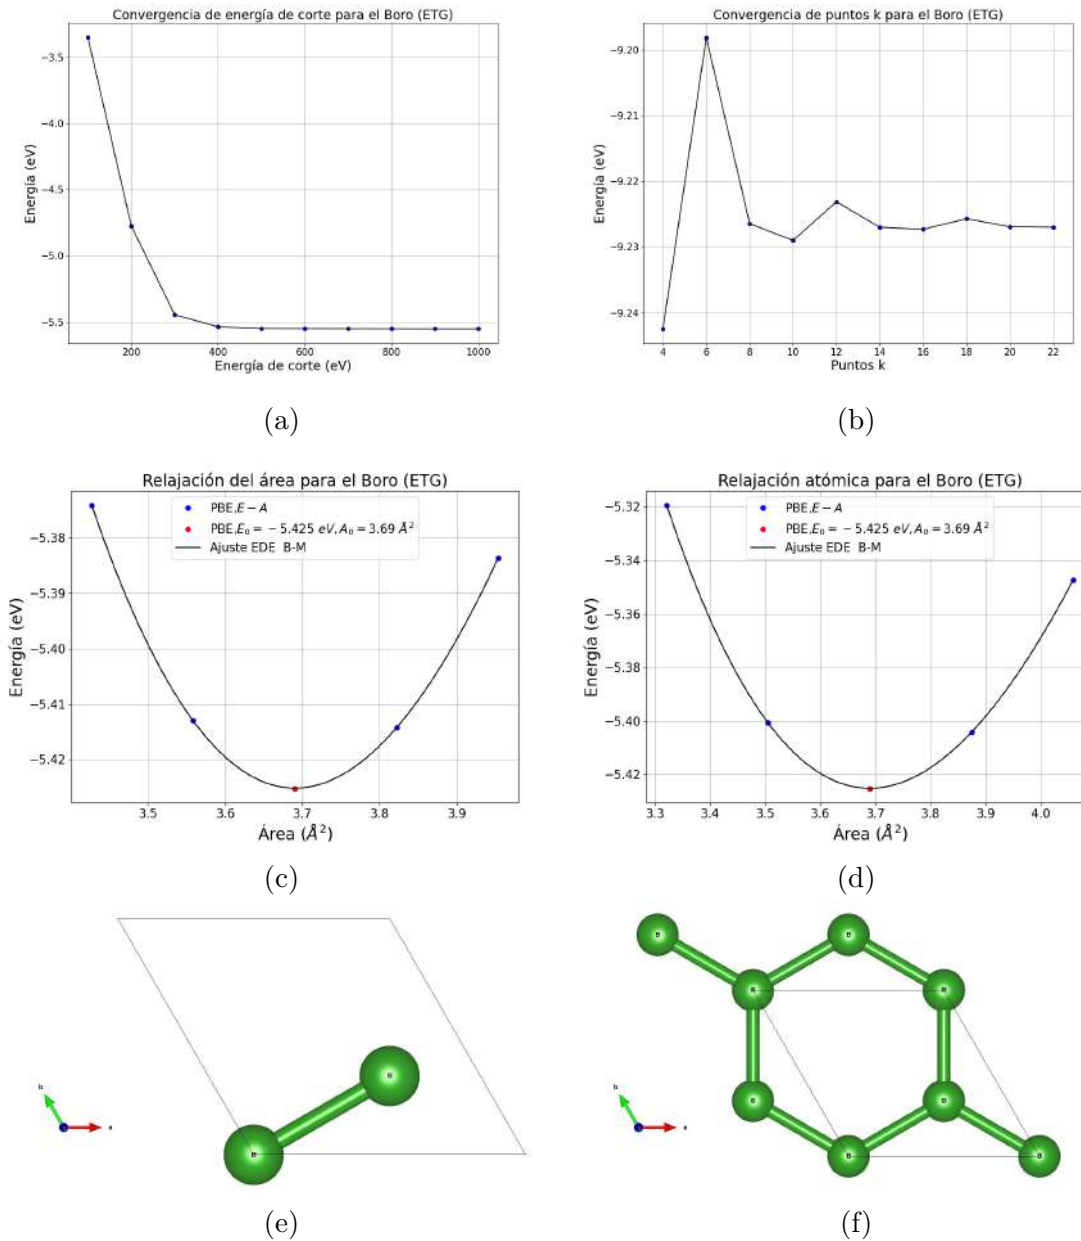 Convergencia de energía de corte para el Boro (ETG)
Energía (eV)
−3.5
−4.0
−4.5
−5.0
−5.5
200 400 600 800 1000
Energía de corte (eV)
(a)
Convergencia de puntos k para el Boro (ETG)
Energía (eV)
−9.20
−9.21
−9.22
−9.23
−9.24
4 6 8 10 12 14 16 18 20 22
Puntos k
(b)
Relajación del área para el Boro (ETG)
PBE,E − A
PBE,E₀ = − 5.425 eV,A₀ = 3.69 Å²
Ajuste EDE B-M
Energía (eV)
−5.38
−5.39
−5.40
−5.41
−5.42
3.5 3.6 3.7 3.8 3.9
Área (Å²)
(c)
Relajación atómica para el Boro (ETG)
PBE,E − A
PBE,E₀ = − 5.425 eV,A₀ = 3.69 Å²
Ajuste EDE B-M
Energía (eV)
−5.32
−5.34
−5.36
−5.38
−5.40
−5.42
3.3 3.4 3.5 3.6 3.7 3.8 3.9 4.0
Área (Å²)
(d)
B
B
b
a
(e)
B
B
B
B
B
B
B
B
b
a
(f)